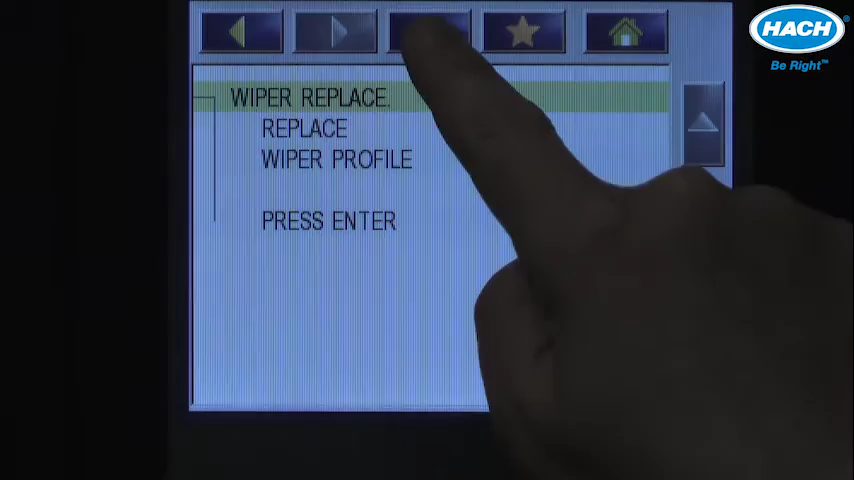 HACH
Be Right™
WIPER REPLACE.
REPLACE
WIPER PROFILE
PRESS ENTER